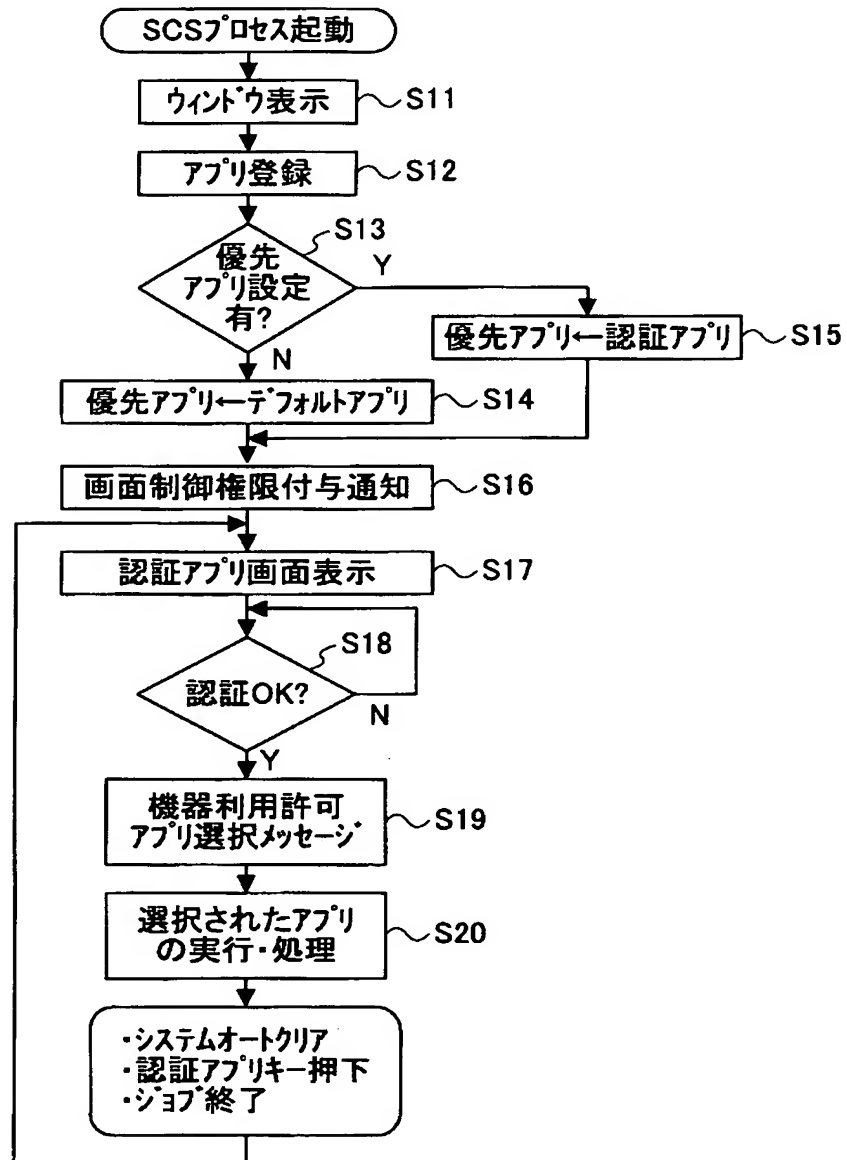 SCSプロセス起動
ウィンドウ表示
S11
アプリ登録
S12
S13
優先
アプリ設定
有?
Y
N
優先アプリ←認証アプリ
S15
優先アプリ←デフォルトアプリ
S14
画面制御権限付与通知
S16
認証アプリ画面表示
S17
S18
認証OK?
N
Y
機器利用許可
アプリ選択メッセージ
S19
選択されたアプリ
の実行・処理
S20
・システムオートクリア
・認証アプリキー押下
・ジョブ終了